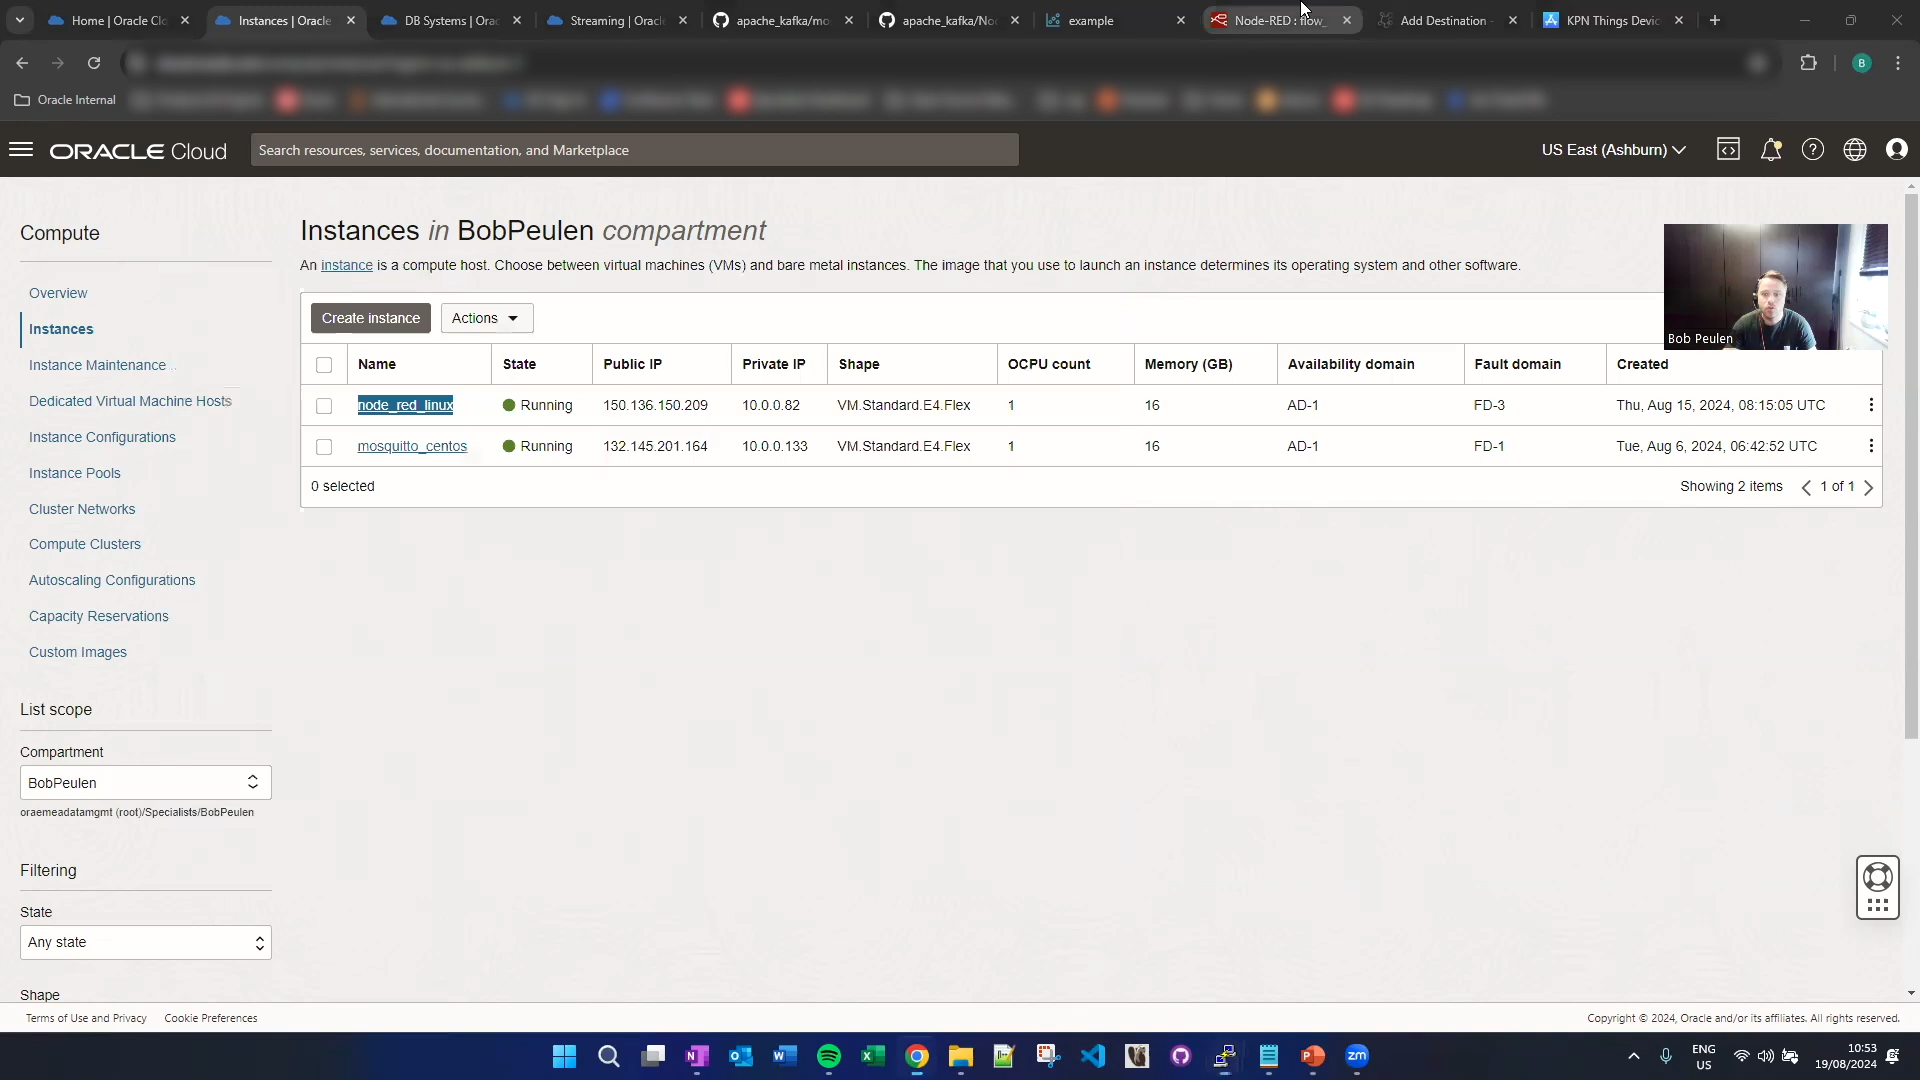 Home | Oracle Clo
Instances | Oracle
DB Systems | Orac
Streaming | Oracle
apache_kafka/mo
apache_kafka/No
example
Node-RED : flow_
Add Destination -
KPN Things Devic
B
Oracle Internal
ORACLE Cloud
Search resources, services, documentation, and Marketplace
US East (Ashburn)
Compute
Overview
Instances
Instance Maintenance
Dedicated Virtual Machine Hosts
Instance Configurations
Instance Pools
Cluster Networks
Compute Clusters
Autoscaling Configurations
Capacity Reservations
Custom Images
List scope
Compartment
BobPeulen
oraemeadatamgmt (root)/Specialists/BobPeulen
Filtering
State
Any state
Shape
Instances in BobPeulen compartment
An instance is a compute host. Choose between virtual machines (VMs) and bare metal instances. The image that you use to launch an instance determines its operating system and other software.
Create instance
Actions
Bob Peulen
Name State Public IP Private IP Shape OCPU count Memory (GB) Availability domain Fault domain Created
node_red_linux Running 150.136.150.209 10.0.0.82 VM.Standard.E4.Flex 1 16 AD-1 FD-3 Thu, Aug 15, 2024, 08:15:05 UTC
mosquitto_centos Running 132.145.201.164 10.0.0.133 VM.Standard.E4.Flex 1 16 AD-1 FD-1 Tue, Aug 6, 2024, 06:42:52 UTC
0 selected
Showing 2 items < 1 of 1 >
Terms of Use and Privacy
Cookie Preferences
Copyright © 2024, Oracle and/or its affiliates. All rights reserved.
zm
ENG
US
10:53
19/08/2024